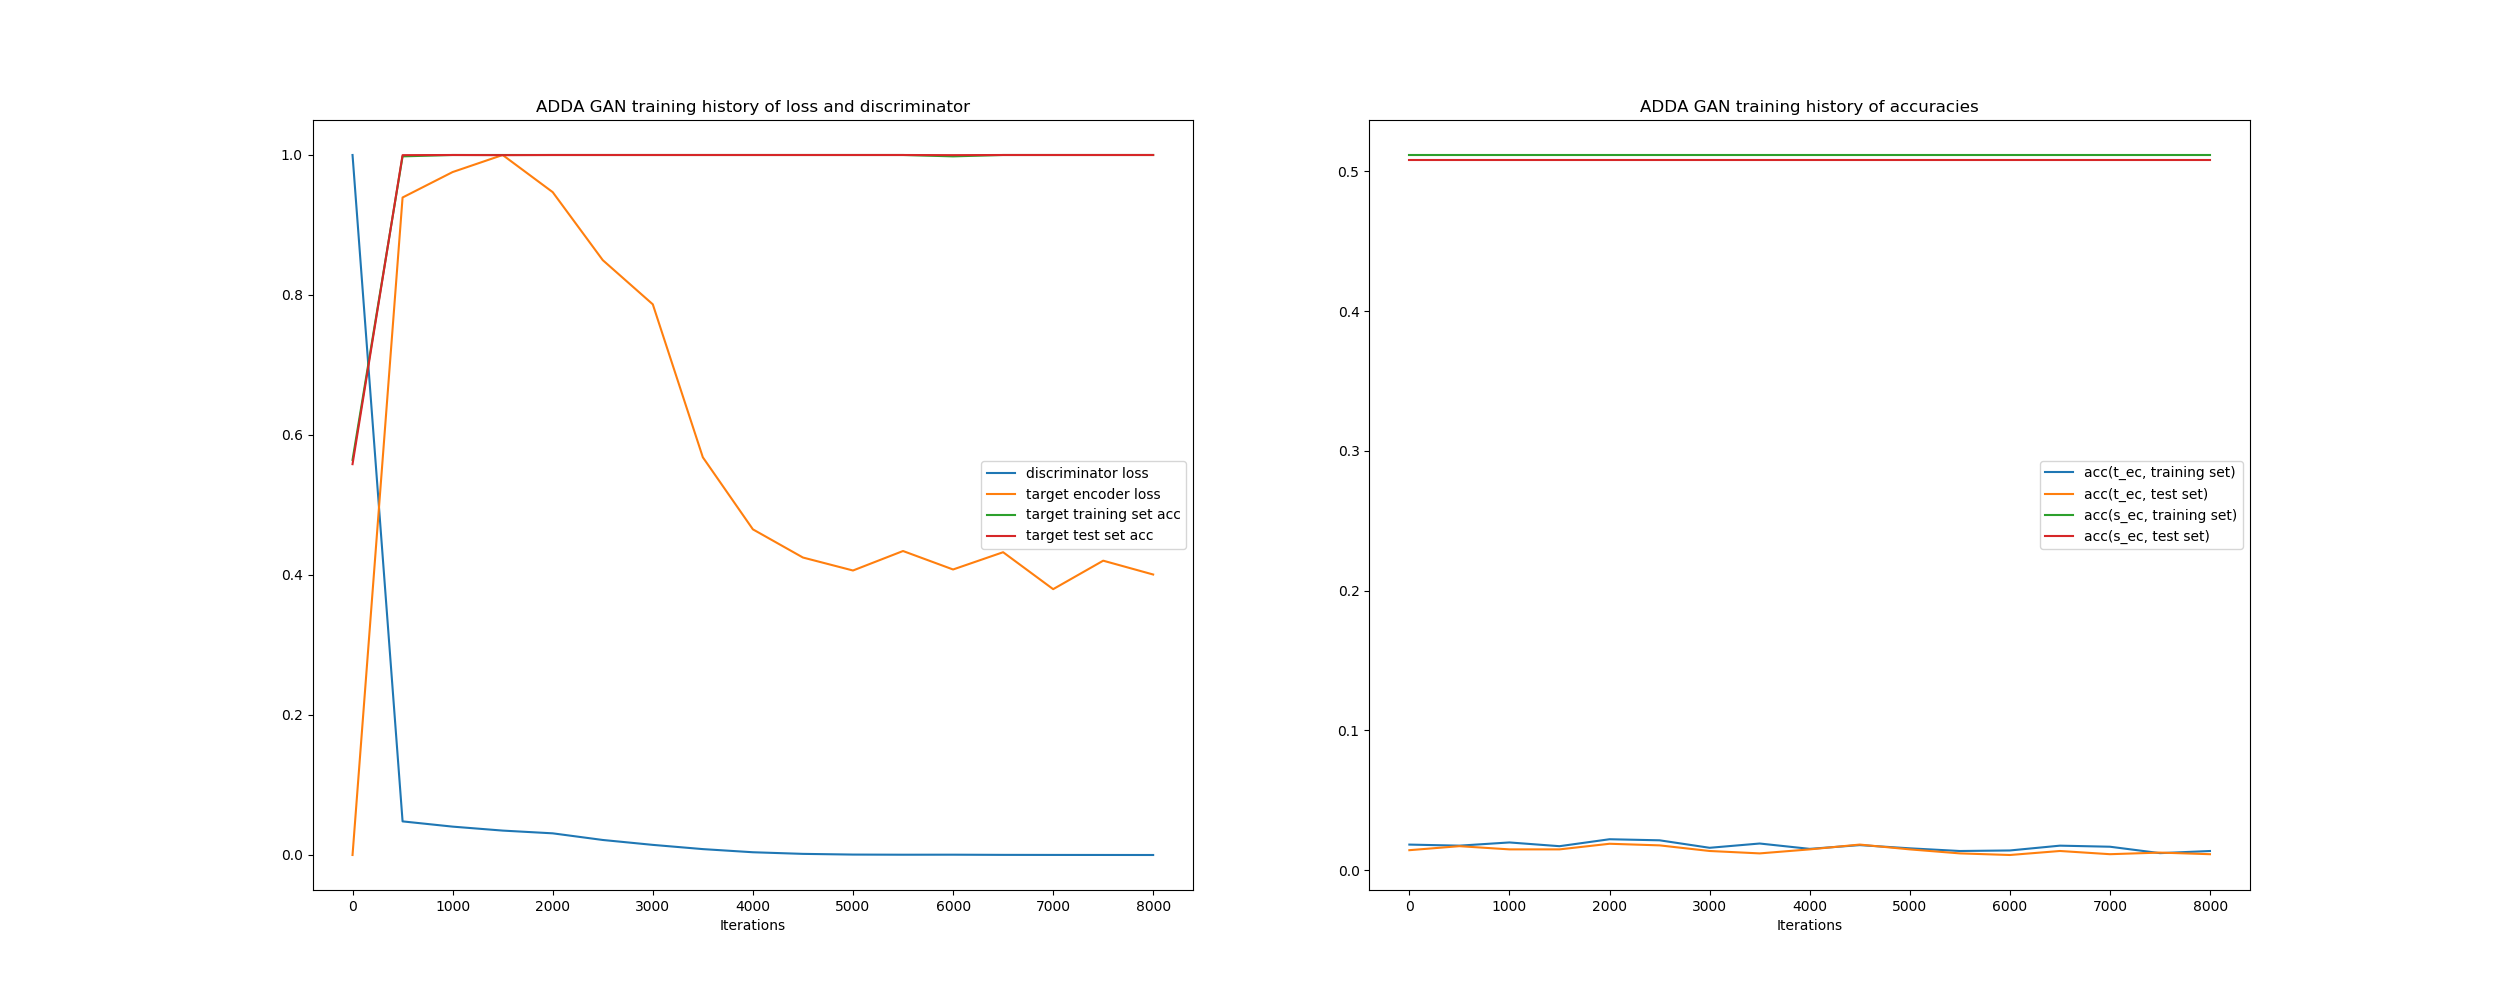 ADDA GAN training history of loss and discriminator
1.0
0.8
0.6
0.4
0.2
0.0
discriminator loss
target encoder loss
target training set acc
target test set acc
0 1000 2000 3000 4000 5000 6000 7000 8000
Iterations
ADDA GAN training history of accuracies
0.5
0.4
0.3
0.2
0.1
0.0
acc(t_ec, training set)
acc(t_ec, test set)
acc(s_ec, training set)
acc(s_ec, test set)
0 1000 2000 3000 4000 5000 6000 7000 8000
Iterations